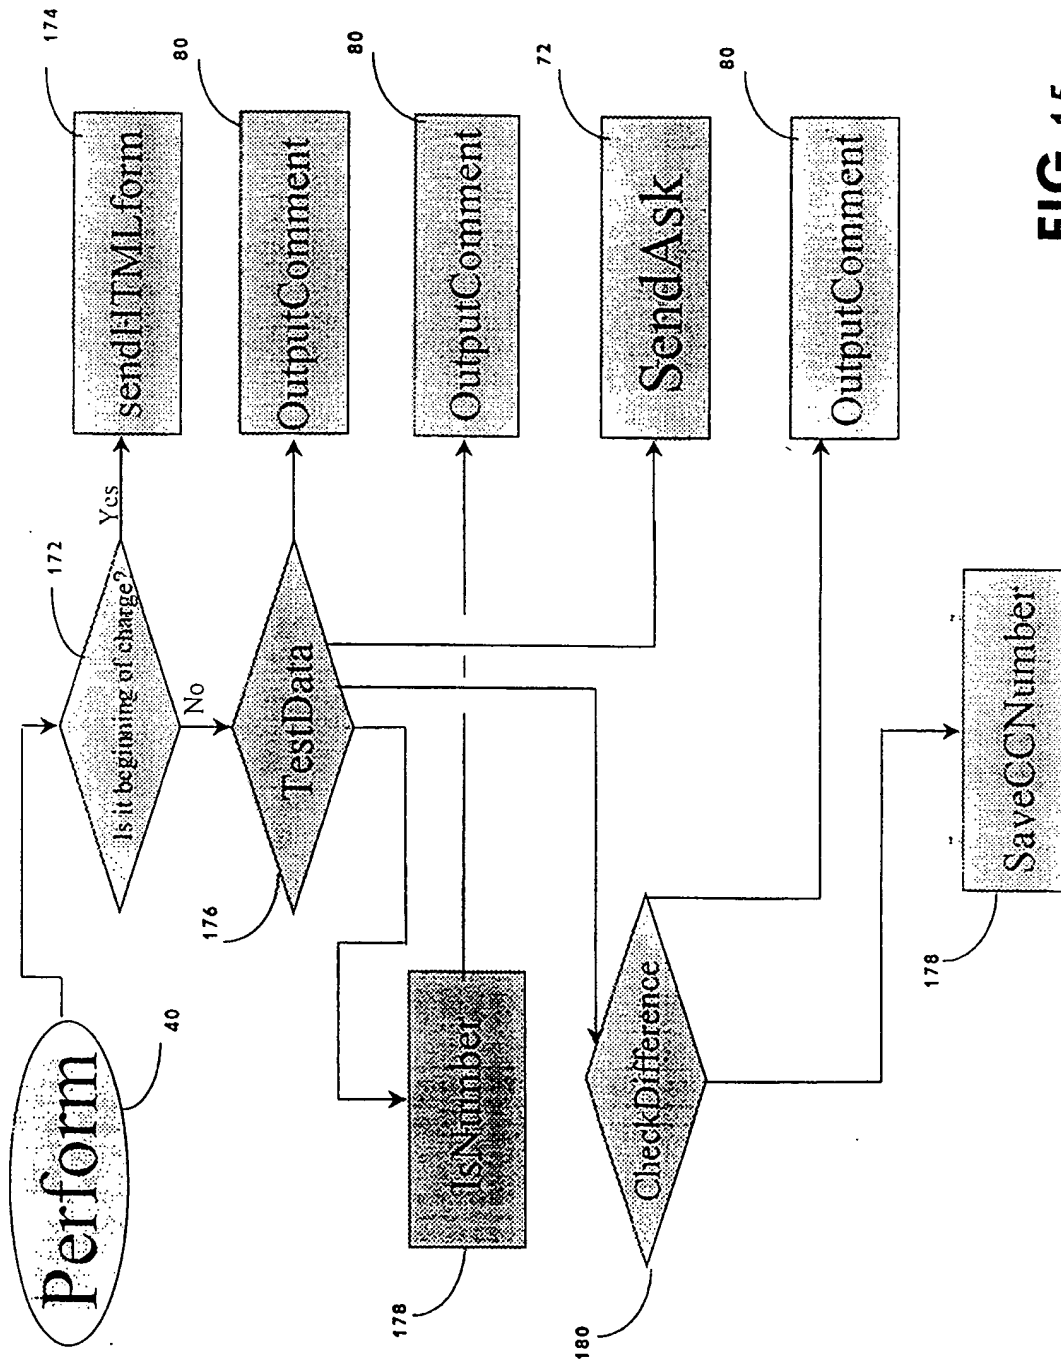 Perform
40
Is it beginning of charge?
172
Yes
sendHTMLform
174
No
TestData
176
OutputComment
80
IsNumber
178
OutputComment
80
SendAsk
72
CheckDifference
180
OutputComment
80
SaveCCNumber
178
FIG. 15